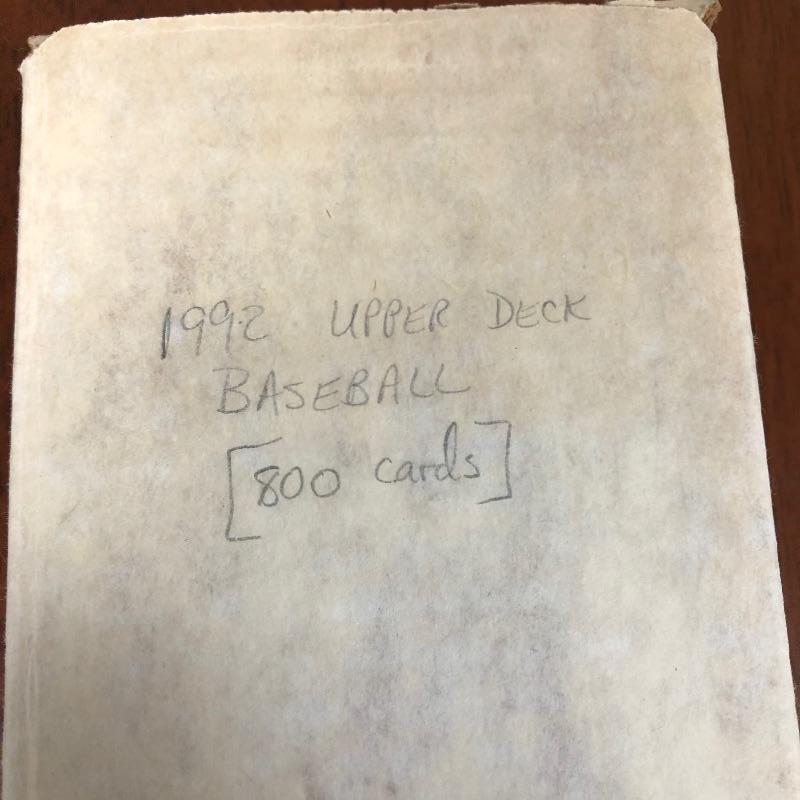 1992 UPPER DECK
BASEBALL
[800 cards]